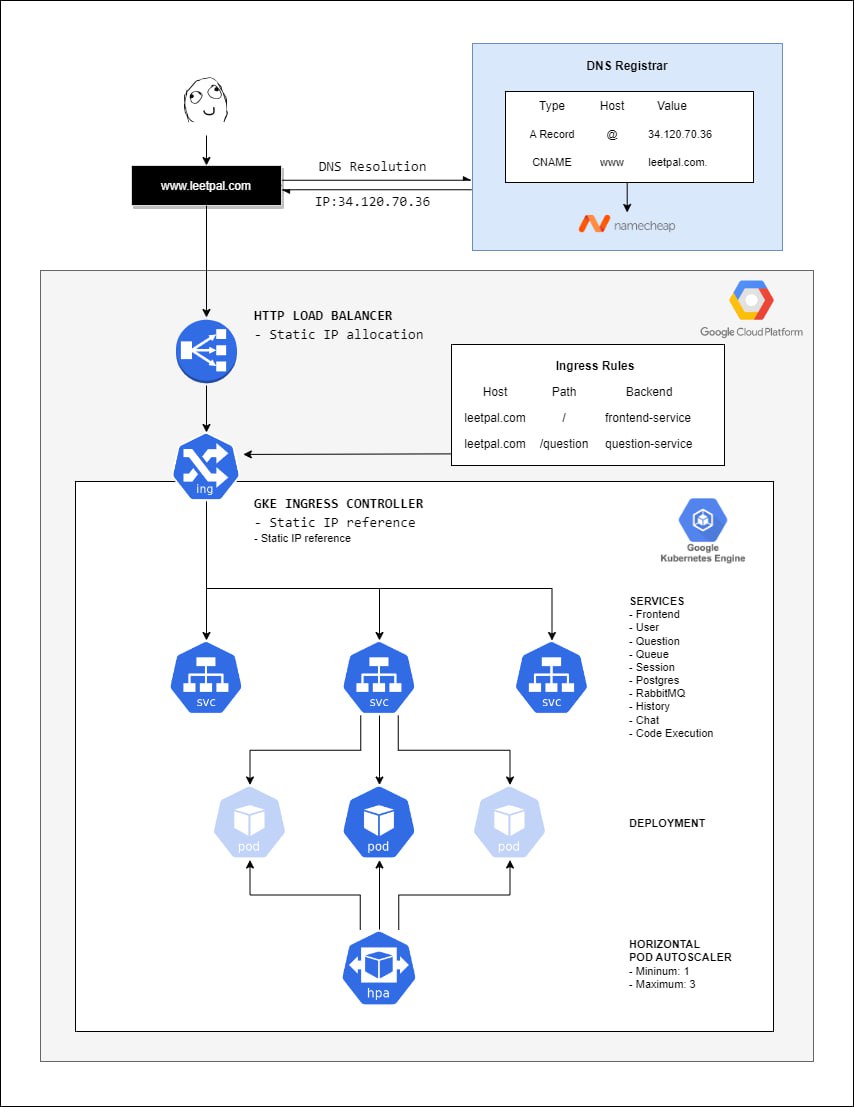 DNS Registrar
Type Host Value
A Record @ 34.120.70.36
CNAME www leetpal.com.
namecheap
www.leetpal.com
DNS Resolution
IP:34.120.70.36
Google Cloud Platform
HTTP LOAD BALANCER
- Static IP allocation
Ingress Rules
Host Path Backend
leetpal.com / frontend-service
leetpal.com /question question-service
ing
GKE INGRESS CONTROLLER
- Static IP reference
- Static IP reference
Google
Kubernetes Engine
SERVICES
- Frontend
- User
- Question
- Queue
- Session
- Postgres
- RabbitMQ
- History
- Chat
- Code Execution
svc
svc
svc
pod
pod
pod
DEPLOYMENT
hpa
HORIZONTAL
POD AUTOSCALER
- Mininum: 1
- Maximum: 3